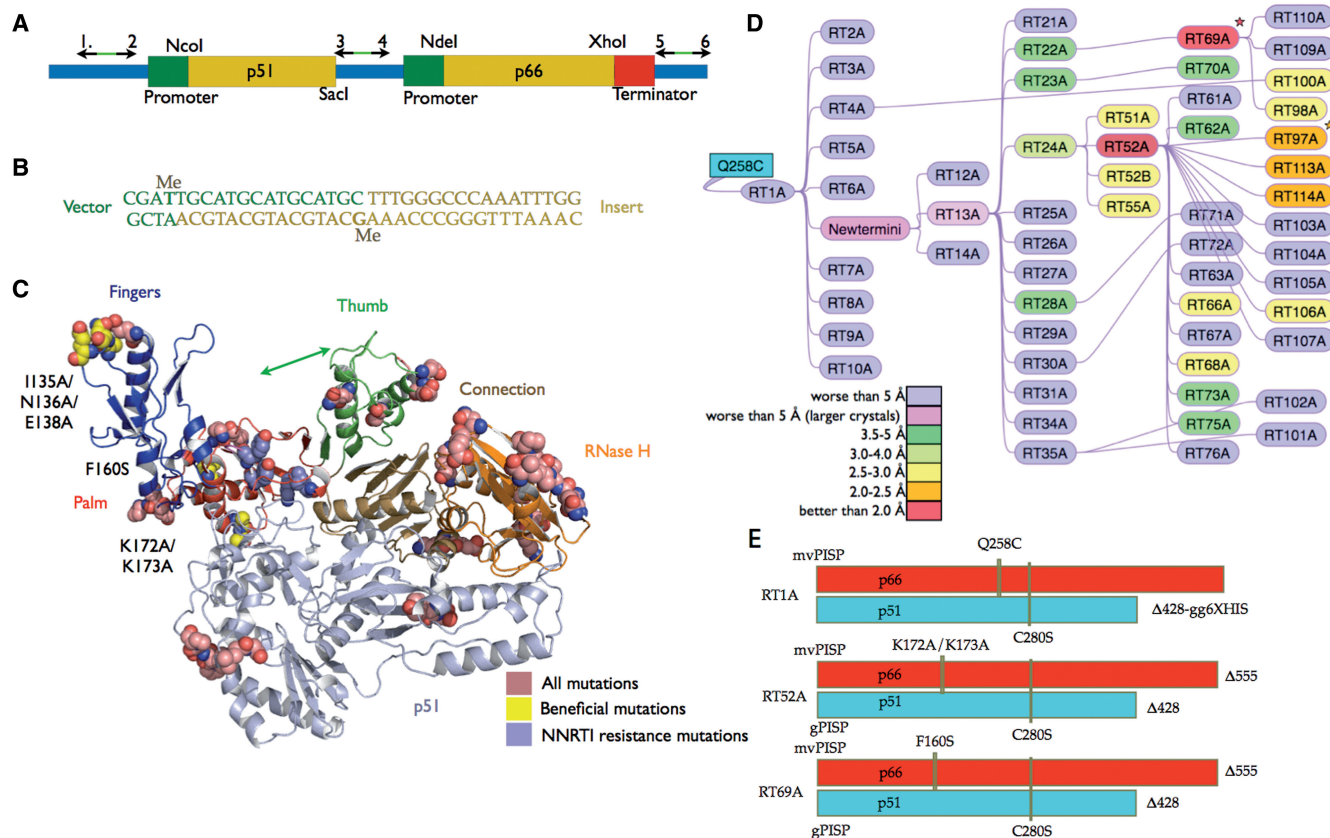 A
1. 2 3 4 5 6
NcoI NdeI XhoI
p51 p66
Promoter SacI Promoter Terminator
B
Me
Vector CGATTGCATGCATGCATGC TTTGGGCCCAAATTTGG Insert
GCTAACGTACGTACGTACGAAACCCGGGTTTAAAC
Me
C
Fingers
Thumb
I135A/
N136A/
E138A
Connection
RNase H
F160S
Palm
K172A/
K173A
p51
All mutations
Beneficial mutations
NNRTI resistance mutations
D
Q258C
RT1A
RT2A
RT3A
RT4A
RT5A
RT6A
Newtermini
RT7A
RT8A
RT9A
RT10A
RT12A
RT13A
RT14A
RT21A
RT22A
RT23A
RT24A
RT25A
RT26A
RT27A
RT28A
RT29A
RT30A
RT31A
RT34A
RT35A
RT51A
RT52A
RT52B
RT55A
RT69A
RT70A
RT61A
RT62A
RT71A
RT72A
RT63A
RT66A
RT67A
RT68A
RT73A
RT75A
RT76A
RT110A
RT109A
RT100A
RT98A
RT97A
RT113A
RT114A
RT103A
RT104A
RT105A
RT106A
RT107A
RT102A
RT101A
worse than 5 Å
worse than 5 Å (larger crystals)
3.5-5 Å
3.0-4.0 Å
2.5-3.0 Å
2.0-2.5 Å
better than 2.0 Å
E
Q258C
mvPISP
p66
RT1A
p51 Δ428-gg6XHIS
C280S
mvPISP K172A/K173A
p66 Δ555
RT52A
p51 Δ428
gPISP C280S
mvPISP F160S
p66 Δ555
RT69A
p51 Δ428
gPISP C280S